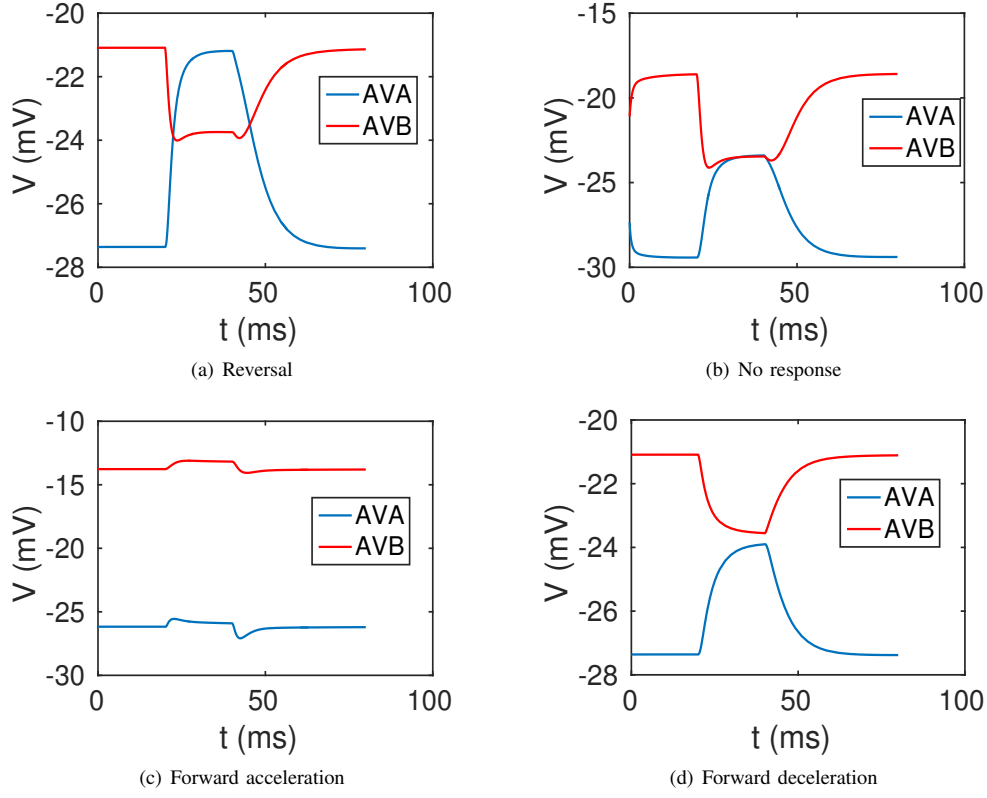 -20
-22
-24
-26
-28
V (mV)
0
50
100
t (ms)
AVA
AVB
(a) Reversal
-15
-20
-25
-30
V (mV)
0
50
100
t (ms)
AVA
AVB
(b) No response
-10
-15
-20
-25
-30
V (mV)
0
50
100
t (ms)
AVA
AVB
(c) Forward acceleration
-20
-22
-24
-26
-28
V (mV)
0
50
100
t (ms)
AVA
AVB
(d) Forward deceleration